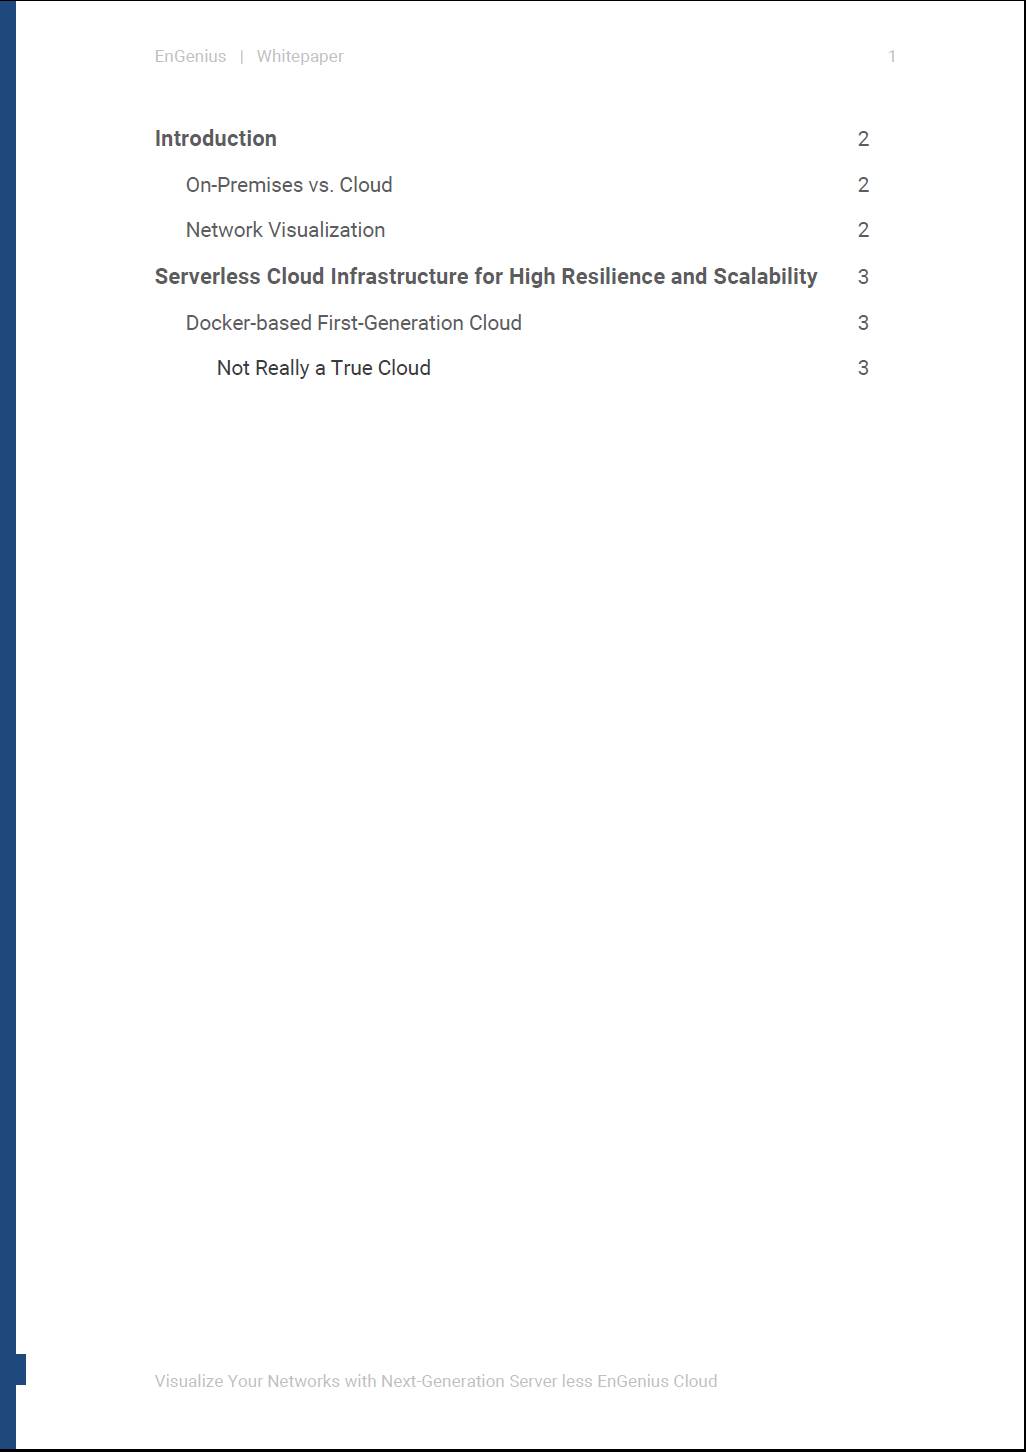 EnGenius | Whitepaper 1
Introduction 2
On-Premises vs. Cloud 2
Network Visualization 2
Serverless Cloud Infrastructure for High Resilience and Scalability 3
Docker-based First-Generation Cloud 3
Not Really a True Cloud 3
Visualize Your Networks with Next-Generation Server less EnGenius Cloud